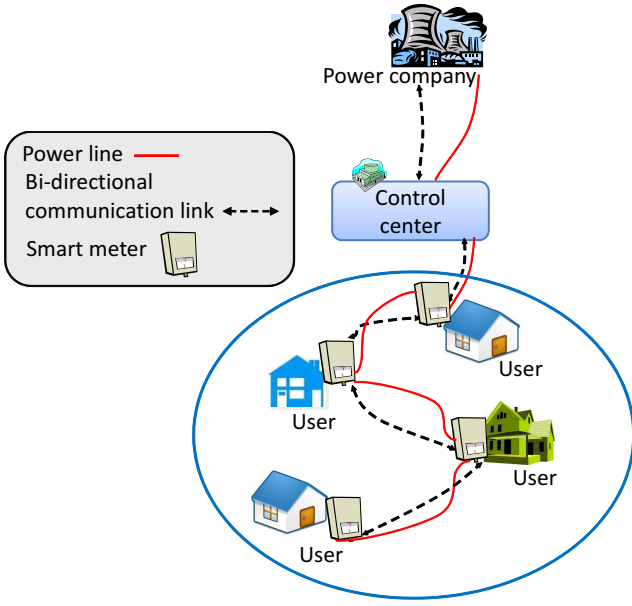 Power company
Power line
Bi-directional
communication link
Smart meter
Control
center
User
User
User
User